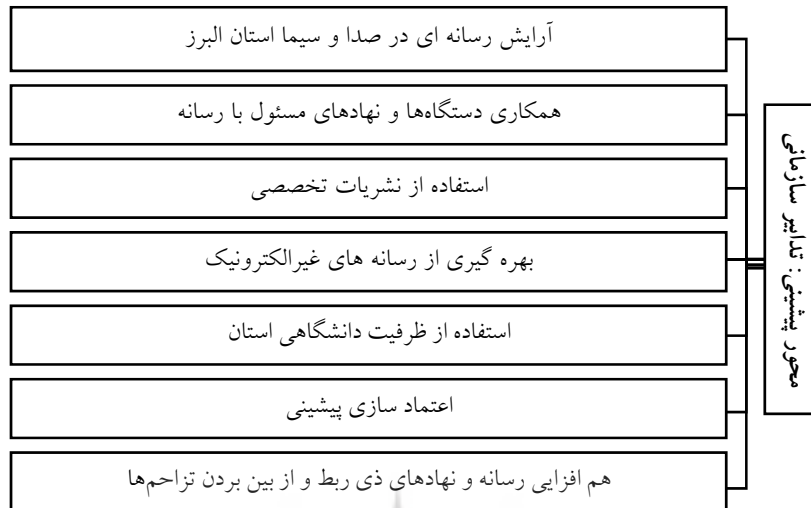 محور پیشینی: تدابیر سازمانی
آرایش رسانه ای در صدا و سیما استان البرز
همکاری دستگاه‌ها و نهادهای مسئول با رسانه
استفاده از نشریات تخصصی
بهره گیری از رسانه های غیرالکترونیک
استفاده از ظرفیت دانشگاهی استان
اعتماد سازی پیشینی
هم افزایی رسانه و نهادهای ذی ربط و از بین بردن تزاحم‌ها